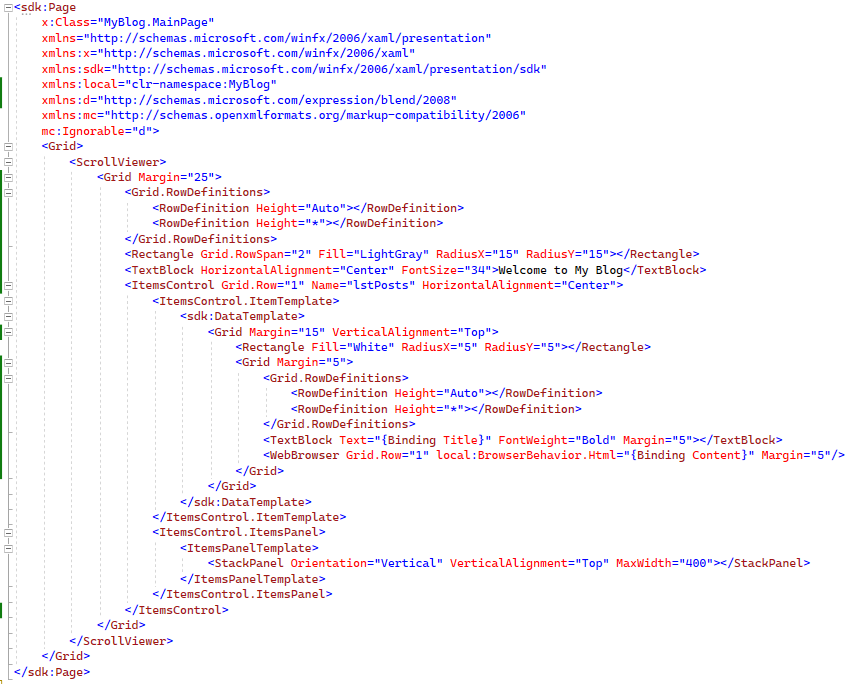 <sdk:Page
x:Class="MyBlog.MainPage"
xmlns="http://schemas.microsoft.com/winfx/2006/xaml/presentation"
xmlns:x="http://schemas.microsoft.com/winfx/2006/xaml"
xmlns:sdk="http://schemas.microsoft.com/winfx/2006/xaml/presentation/sdk"
xmlns:local="clr-namespace:MyBlog"
xmlns:d="http://schemas.microsoft.com/expression/blend/2008"
xmlns:mc="http://schemas.openxmlformats.org/markup-compatibility/2006"
mc:Ignorable="d">
<Grid>
<ScrollViewer>
<Grid Margin="25">
<Grid.RowDefinitions>
<RowDefinition Height="Auto"></RowDefinition>
<RowDefinition Height="*"></RowDefinition>
</Grid.RowDefinitions>
<Rectangle Grid.RowSpan="2" Fill="LightGray" RadiusX="15" RadiusY="15"></Rectangle>
<TextBlock HorizontalAlignment="Center" FontSize="34">Welcome to My Blog</TextBlock>
<ItemsControl Grid.Row="1" Name="lstPosts" HorizontalAlignment="Center">
<ItemsControl.ItemTemplate>
<sdk:DataTemplate>
<Grid Margin="15" VerticalAlignment="Top">
<Rectangle Fill="White" RadiusX="5" RadiusY="5"></Rectangle>
<Grid Margin="5">
<Grid.RowDefinitions>
<RowDefinition Height="Auto"></RowDefinition>
<RowDefinition Height="*"></RowDefinition>
</Grid.RowDefinitions>
<TextBlock Text="{Binding Title}" FontWeight="Bold" Margin="5"></TextBlock>
<WebBrowser Grid.Row="1" local:BrowserBehavior.Html="{Binding Content}" Margin="5"/>
</Grid>
</Grid>
</sdk:DataTemplate>
</ItemsControl.ItemTemplate>
<ItemsControl.ItemsPanel>
<ItemsPanelTemplate>
<StackPanel Orientation="Vertical" VerticalAlignment="Top" MaxWidth="400"></StackPanel>
</ItemsPanelTemplate>
</ItemsControl.ItemsPanel>
</ItemsControl>
</Grid>
</ScrollViewer>
</Grid>
</sdk:Page>